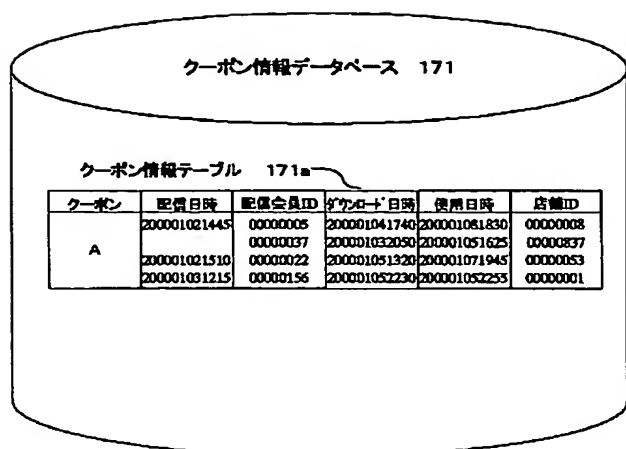 クーポン情報データベース 171
クーポン情報テーブル 171a
クーポン 配信日時 配信会員ID ダウンロード日時 使用日時 店舗ID
A
200001021445 00000005 200001041740 200001081830 00000008
00000037 200001032050 200001051625 00000837
200001021510 00000022 200001051320 200001071945 00000053
200001031215 00000156 200001052230 200001052255 00000001